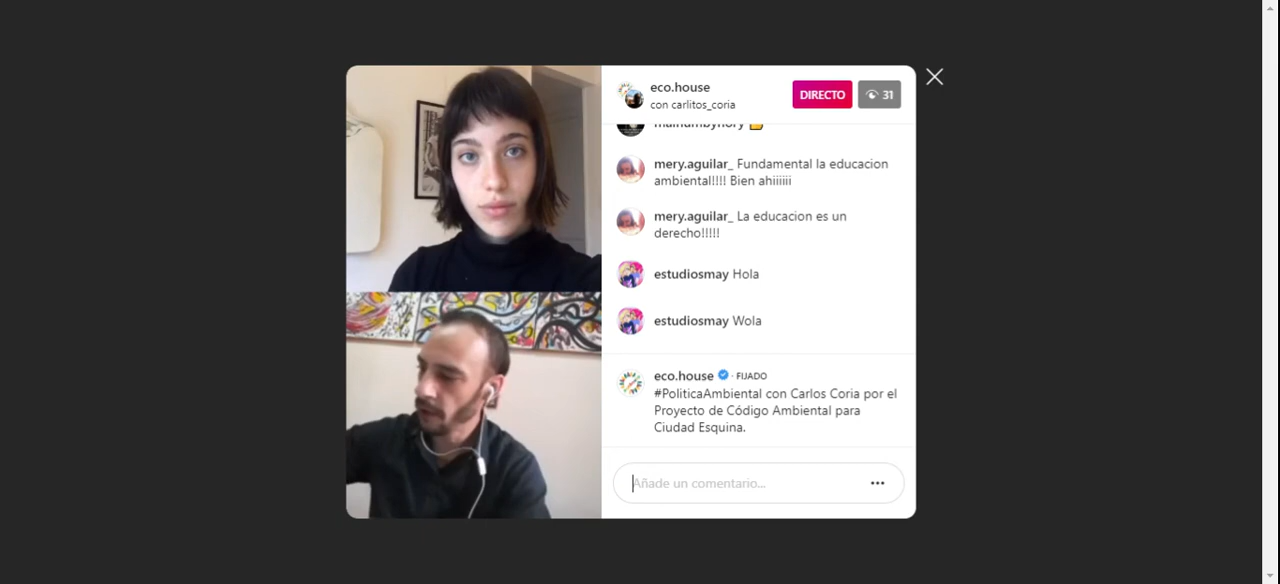 eco.house
con carlitos_coria
DIRECTO
31
mainumbynory
mery.aguilar_ Fundamental la educacion
ambiental!!!! Bien ahiiiiii
mery.aguilar_ La educacion es un
derecho!!!!!
estudiosmay Hola
estudiosmay Wola
eco.house · FIJADO
#PoliticaAmbiental con Carlos Coria por el
Proyecto de Código Ambiental para
Ciudad Esquina.
Añade un comentario...